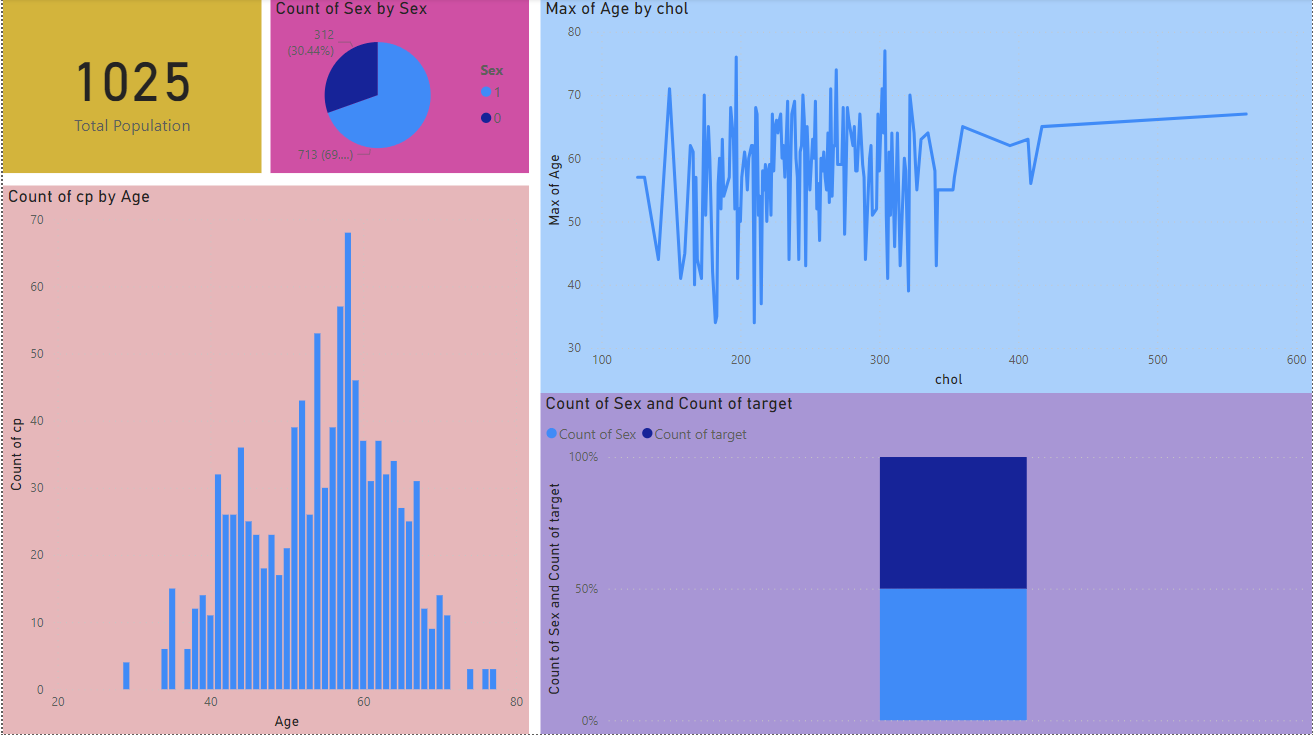 1025
Total Population
Count of Sex by Sex
312
(30.44%)
713 (69....)
Sex
1
0
Count of cp by Age
Count of cp
70
60
50
40
30
20
10
0
20 40 60 80
Age
Max of Age by chol
Max of Age
80
70
60
50
40
30
100 200 300 400 500 600
chol
Count of Sex and Count of target
Count of Sex Count of target
Count of Sex and Count of target
100%
50%
0%